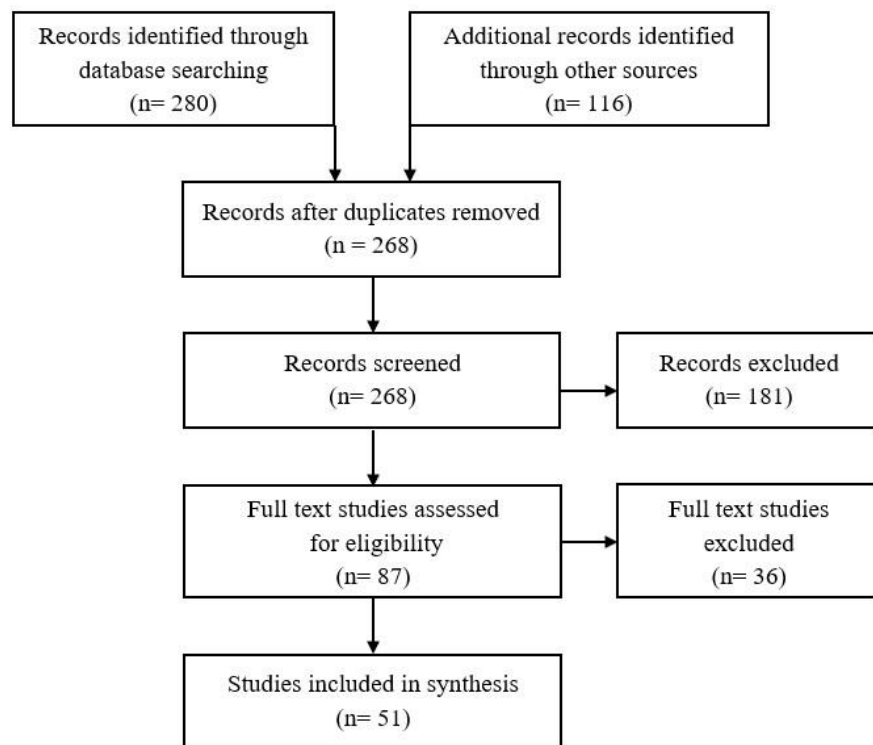 Records identified through
database searching
(n= 280)
Additional records identified
through other sources
(n= 116)
Records after duplicates removed
(n = 268)
Records screened
(n= 268)
Records excluded
(n= 181)
Full text studies assessed
for eligibility
(n= 87)
Full text studies
excluded
(n= 36)
Studies included in synthesis
(n= 51)